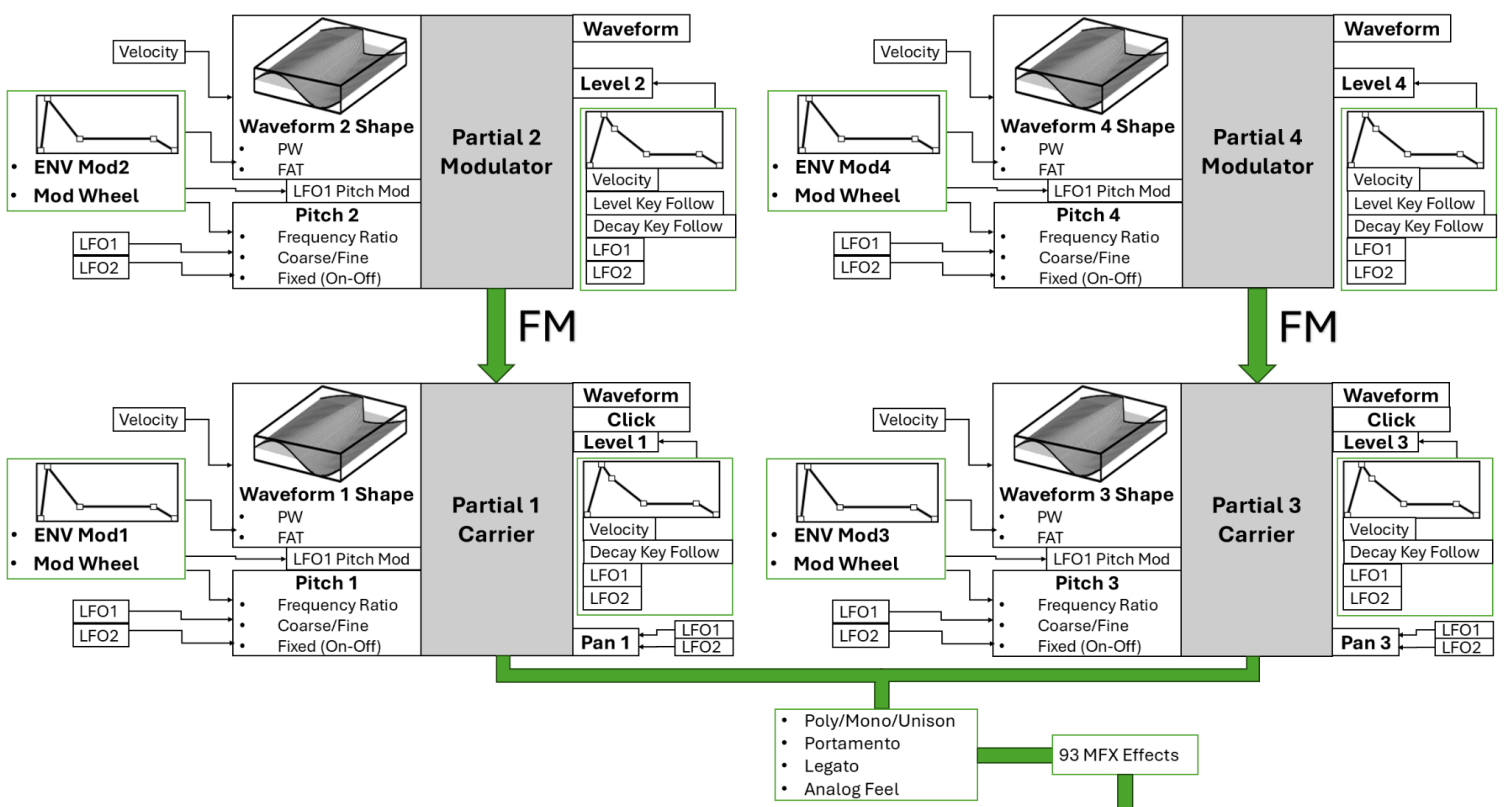 Velocity
Waveform 2 Shape
• PW
• FAT
• ENV Mod2
• Mod Wheel
LFO1 Pitch Mod
Pitch 2
• Frequency Ratio
• Coarse/Fine
• Fixed (On-Off)
LFO1
LFO2
Partial 2
Modulator
Waveform
Level 2
Velocity
Level Key Follow
Decay Key Follow
LFO1
LFO2
FM
Velocity
Waveform 4 Shape
• PW
• FAT
• ENV Mod4
• Mod Wheel
LFO1 Pitch Mod
Pitch 4
• Frequency Ratio
• Coarse/Fine
• Fixed (On-Off)
LFO1
LFO2
Partial 4
Modulator
Waveform
Level 4
Velocity
Level Key Follow
Decay Key Follow
LFO1
LFO2
FM
Velocity
Waveform 1 Shape
• PW
• FAT
• ENV Mod1
• Mod Wheel
LFO1 Pitch Mod
Pitch 1
• Frequency Ratio
• Coarse/Fine
• Fixed (On-Off)
LFO1
LFO2
Partial 1
Carrier
Waveform
Click
Level 1
Velocity
Decay Key Follow
LFO1
LFO2
Pan 1
LFO1
LFO2
Velocity
Waveform 3 Shape
• PW
• FAT
• ENV Mod3
• Mod Wheel
LFO1 Pitch Mod
Pitch 3
• Frequency Ratio
• Coarse/Fine
• Fixed (On-Off)
LFO1
LFO2
Partial 3
Carrier
Waveform
Click
Level 3
Velocity
Decay Key Follow
LFO1
LFO2
Pan 3
LFO1
LFO2
• Poly/Mono/Unison
• Portamento
• Legato
• Analog Feel
93 MFX Effects